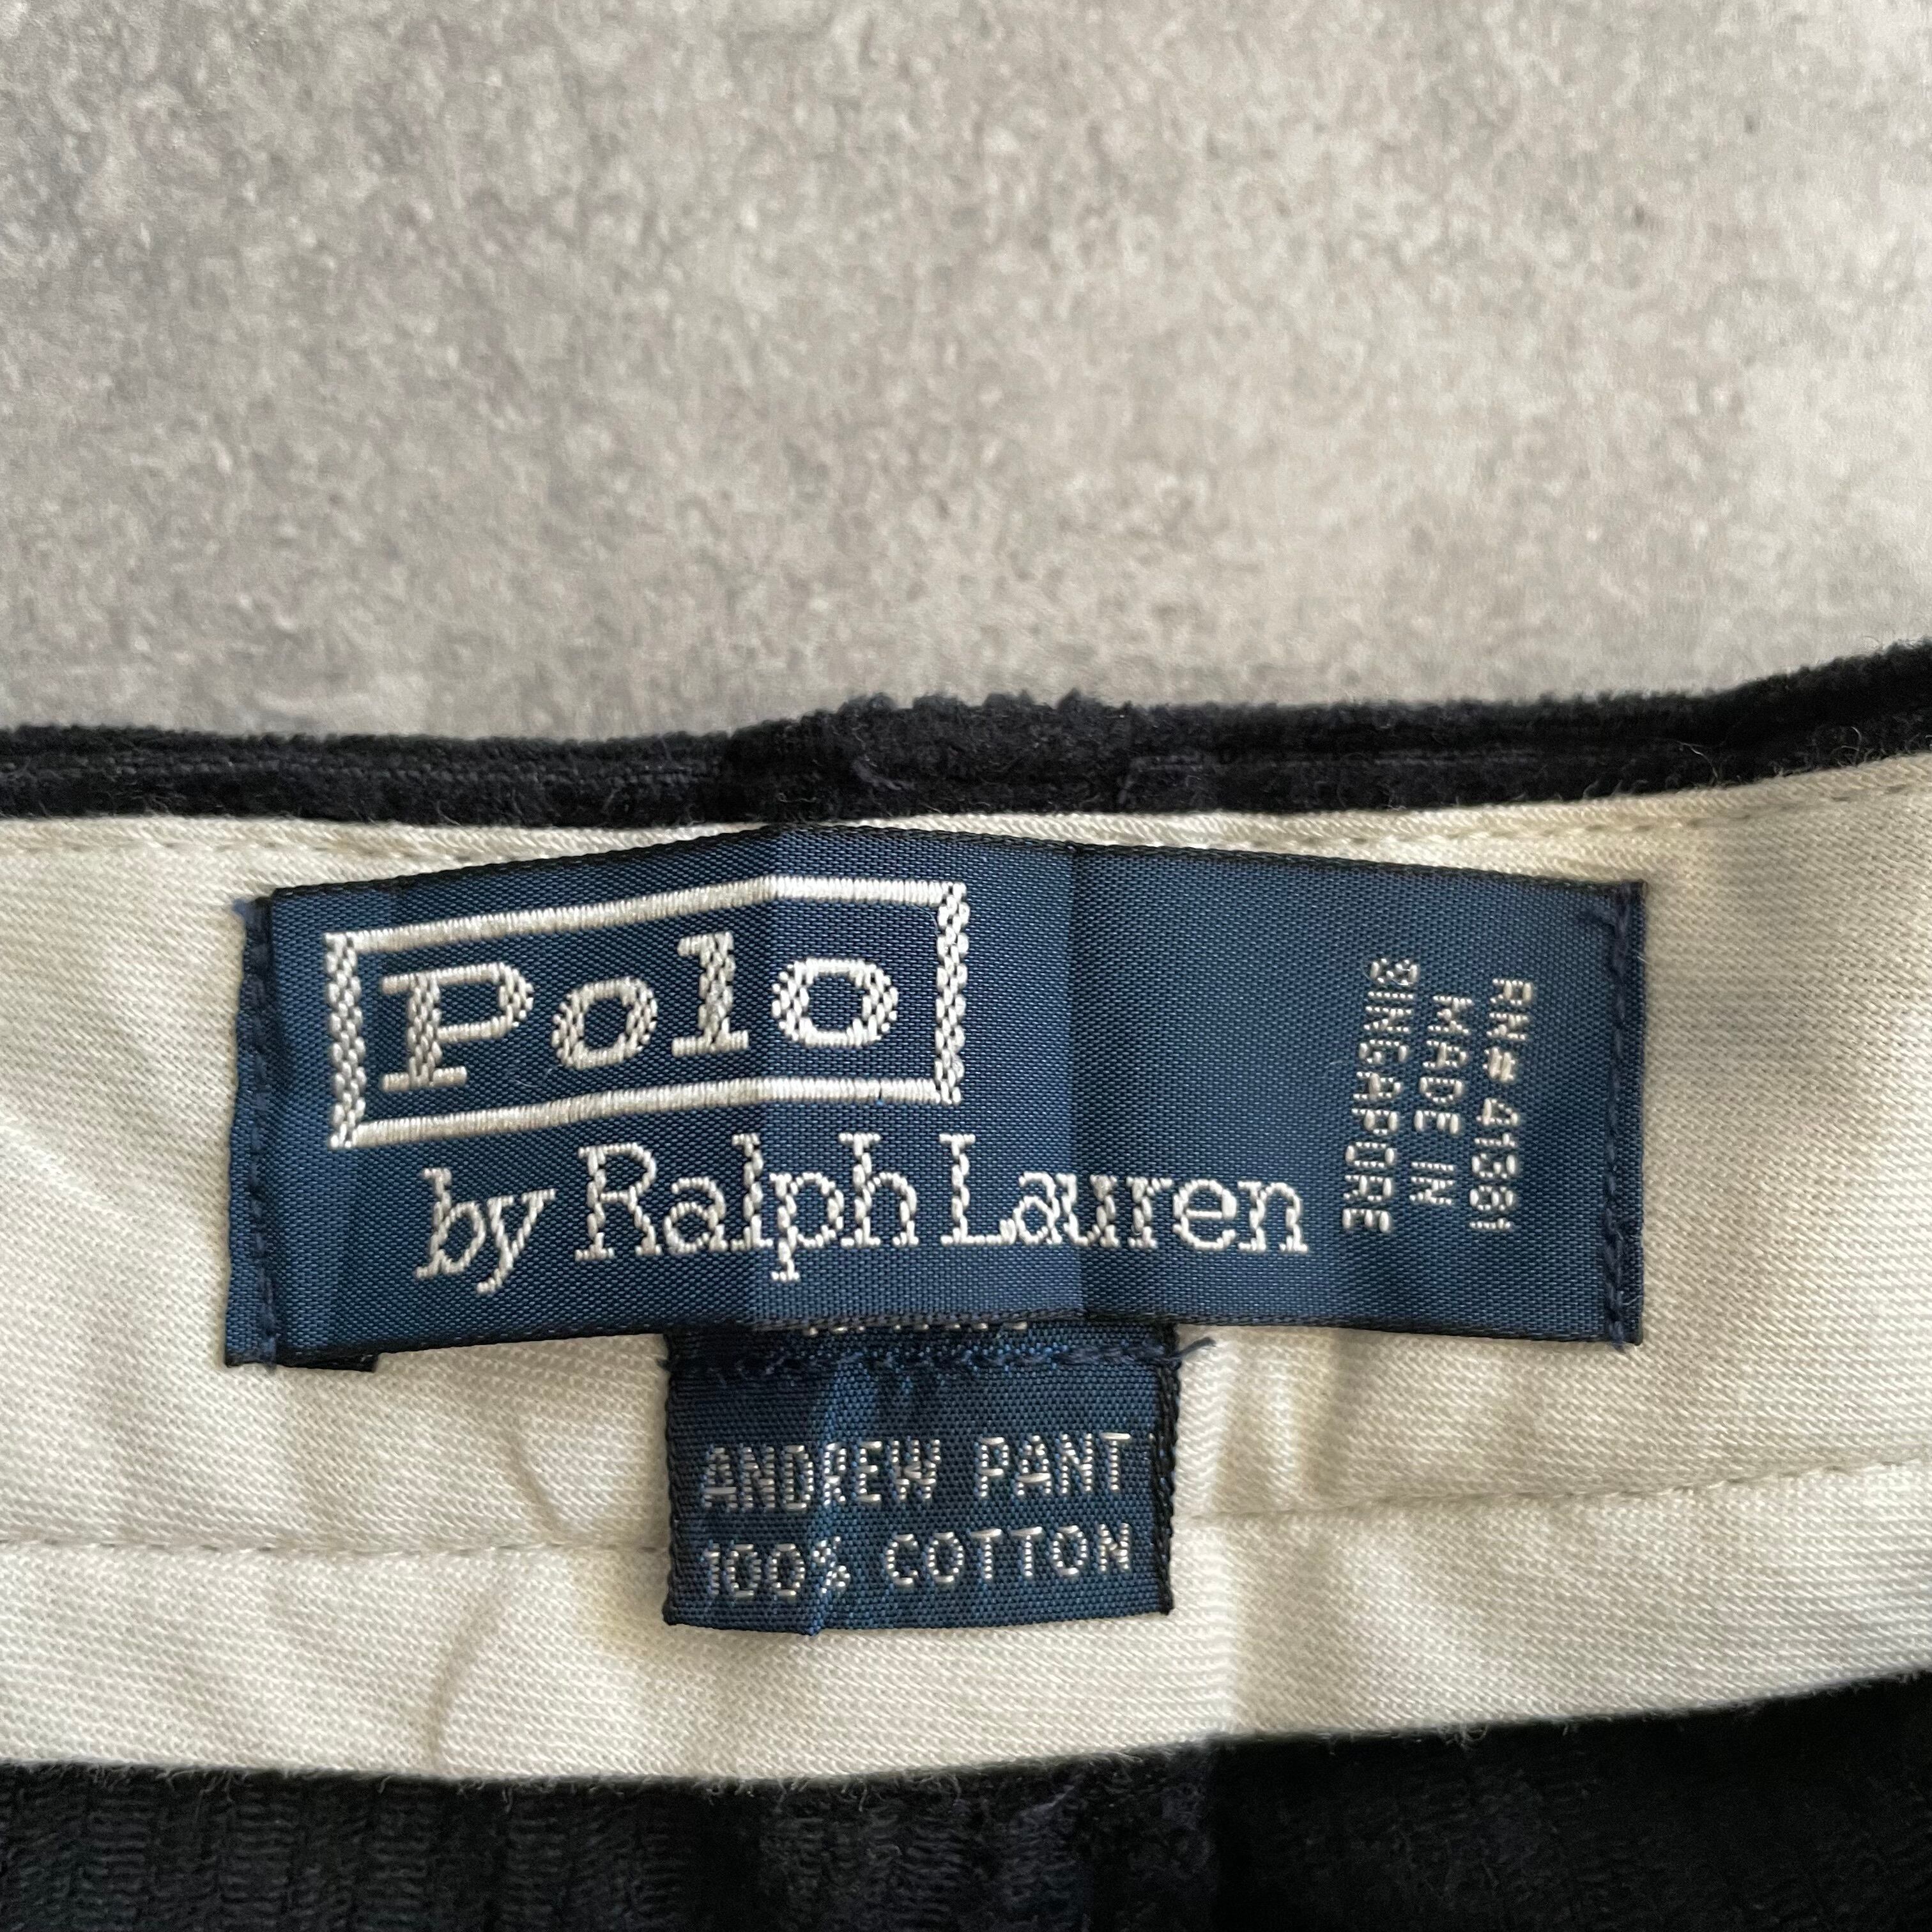 Polo
by Ralph Lauren
RN# 41381
MADE IN
SINGAPORE
ANDREW PANT
100% COTTON